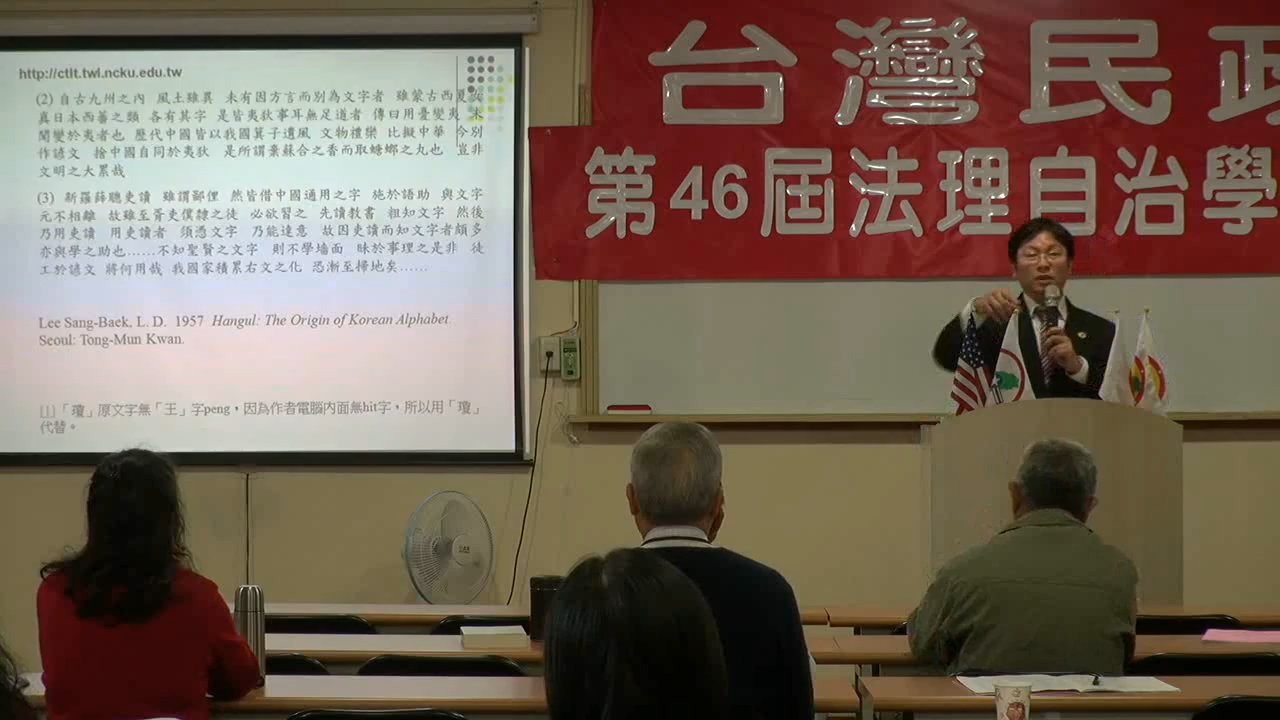 http://ctlt.twl.ncku.edu.tw
(2) 自古九州之內 風土雖異 未有因方言而別為文字者 雖蒙古西夏女
真日本西蕃之類 各有其字 是皆夷狄事耳無足道者 傳曰用夏變夷 未
聞變於夷者也 歷代中國皆以我國箕子遺風 文物禮樂 比擬中華 今別
作諺文 捨中國自同於夷狄 是所謂棄蘇合之香而取螗螂之丸也 豈非
文明之大累哉
(3) 新羅薛聰吏讀 雖謂鄙俚 然皆借中國通用之字 施於語助 與文字
元不相離 故雖至胥吏僕隸之徒 必欲習之 先讀數書 粗知文字 然後
乃用吏讀 用吏讀者 須憑文字 乃能達意 故因吏讀而知文字者頗多
亦興學之助也......不知聖賢之文字 則不學墻面 昧於事理之是非 徒
工於諺文 將何用哉 我國家積累右文之化 恐漸至掃地矣......
Lee Sang-Baek, L. D. 1957 Hangul: The Origin of Korean Alphabet.
Seoul: Tong-Mun Kwan.
[1]「瓊」原文字無「王」字peng，因為作者電腦內面無hit字，所以用「瓊」
代替。
台灣民政
第46屆法理自治學